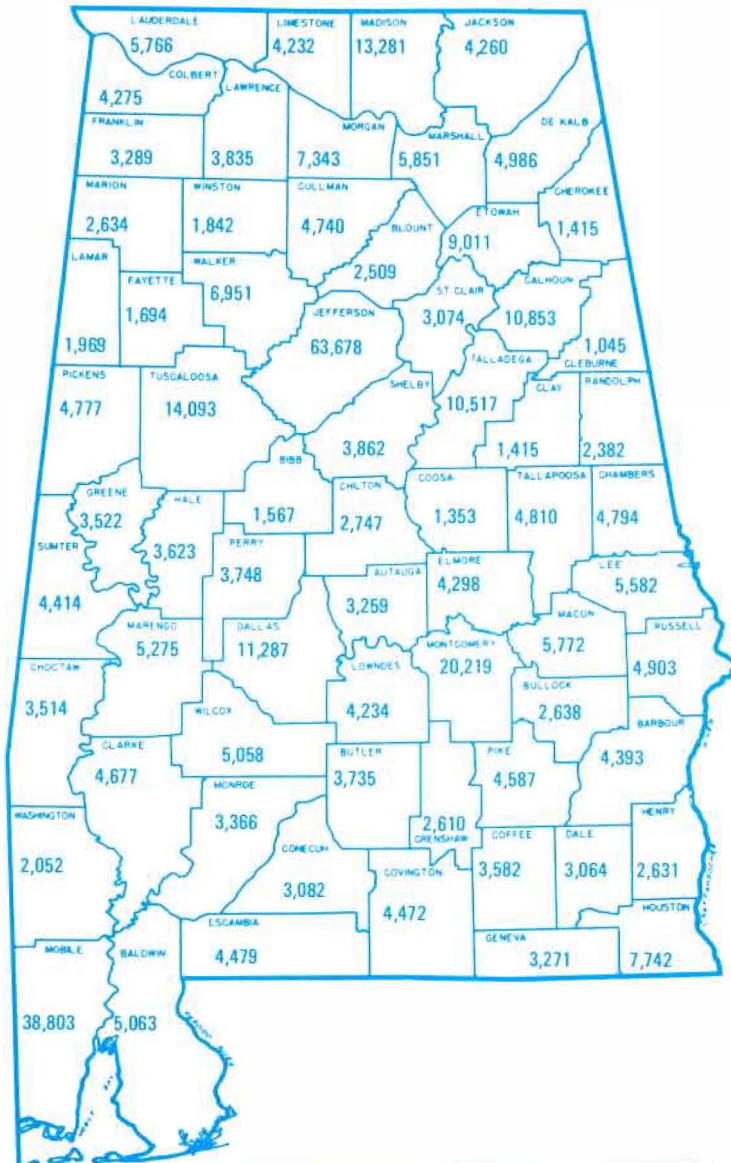 LAUDERDALE
5,766
LIMESTONE
4,232
MADISON
13,281
JACKSON
4,260
COLBERT
4,275
LAWRENCE
3,835
FRANKLIN
3,289
MORGAN
7,343
MARSHALL
5,851
DE KALB
4,986
MARION
2,634
WINSTON
1,842
CULLMAN
4,740
BLOUNT
2,509
ETOWAH
9,011
CHEROKEE
1,415
LAMAR
1,969
FAYETTE
1,694
WALKER
6,951
JEFFERSON
63,678
ST CLAIR
3,074
CALHOUN
10,853
1,045
CLEBURNE
PICKENS
4,777
TUSCALOOSA
14,093
SHELBY
3,862
TALLADEGA
10,517
CLAY
1,415
RANDOLPH
2,382
GREENE
3,522
HALE
3,623
BIBB
1,567
CHILTON
2,747
COOSA
1,353
TALLAPOOSA
4,810
CHAMBERS
4,794
SUMTER
4,414
PERRY
3,748
AUTAUGA
3,259
ELMORE
4,298
LEE
5,582
MARENGO
5,275
DALLAS
11,287
LOWNDES
4,234
MONTGOMERY
20,219
MACON
5,772
RUSSELL
4,903
CHOCTAW
3,514
WILCOX
5,058
BULLOCK
2,638
BARBOUR
4,393
CLARKE
4,677
MONROE
3,366
BUTLER
3,735
2,610
CRENSHAW
PIKE
4,587
WASHINGTON
2,052
CONECUH
3,082
COVINGTON
4,472
COFFEE
3,582
DALE
3,064
HENRY
2,631
ESCAMBIA
4,479
GENEVA
3,271
HOUSTON
7,742
MOBILE
38,803
BALDWIN
5,063